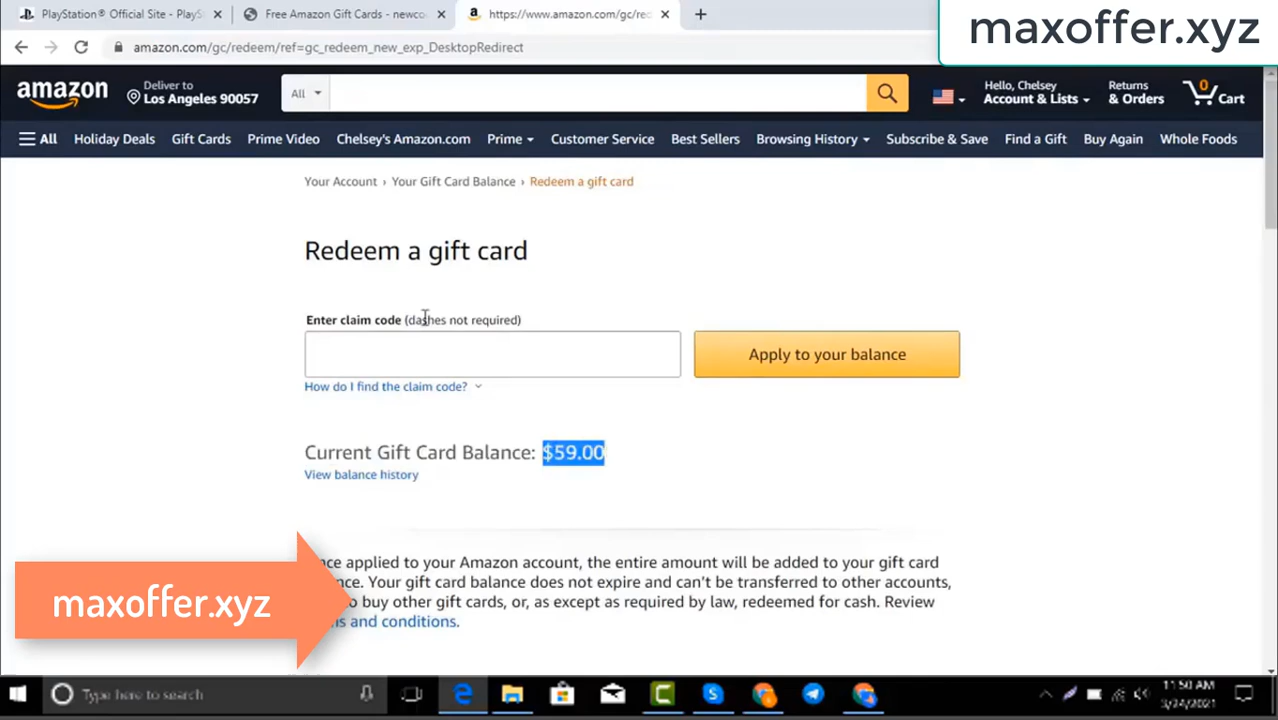 PlayStation® Official Site - PlayS
Free Amazon Gift Cards - newco
https://www.amazon.com/gc/red
maxoffer.xyz
amazon.com/gc/redeem/ref=gc_redeem_new_exp_DesktopRedirect
amazon
Deliver to
Los Angeles 90057
All
Hello, Chelsey
Account & Lists
Returns
& Orders
0
Cart
All Holiday Deals Gift Cards Prime Video Chelsey's Amazon.com Prime Customer Service Best Sellers Browsing History Subscribe & Save Find a Gift Buy Again Whole Foods
Your Account › Your Gift Card Balance › Redeem a gift card
Redeem a gift card
Enter claim code (dashes not required)
Apply to your balance
How do I find the claim code?
Current Gift Card Balance: $59.00
View balance history
nce applied to your Amazon account, the entire amount will be added to your gift card
nce. Your gift card balance does not expire and can't be transferred to other accounts,
o buy other gift cards, or, as except as required by law, redeemed for cash. Review
ns and conditions.
maxoffer.xyz
Type here to search
11:50 AM
3/24/2021